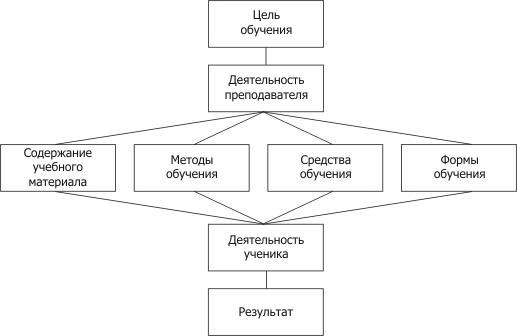 Цель
обучения
Деятельность
преподавателя
Содержание
учебного
материала
Методы
обучения
Средства
обучения
Формы
обучения
Деятельность
ученика
Результат